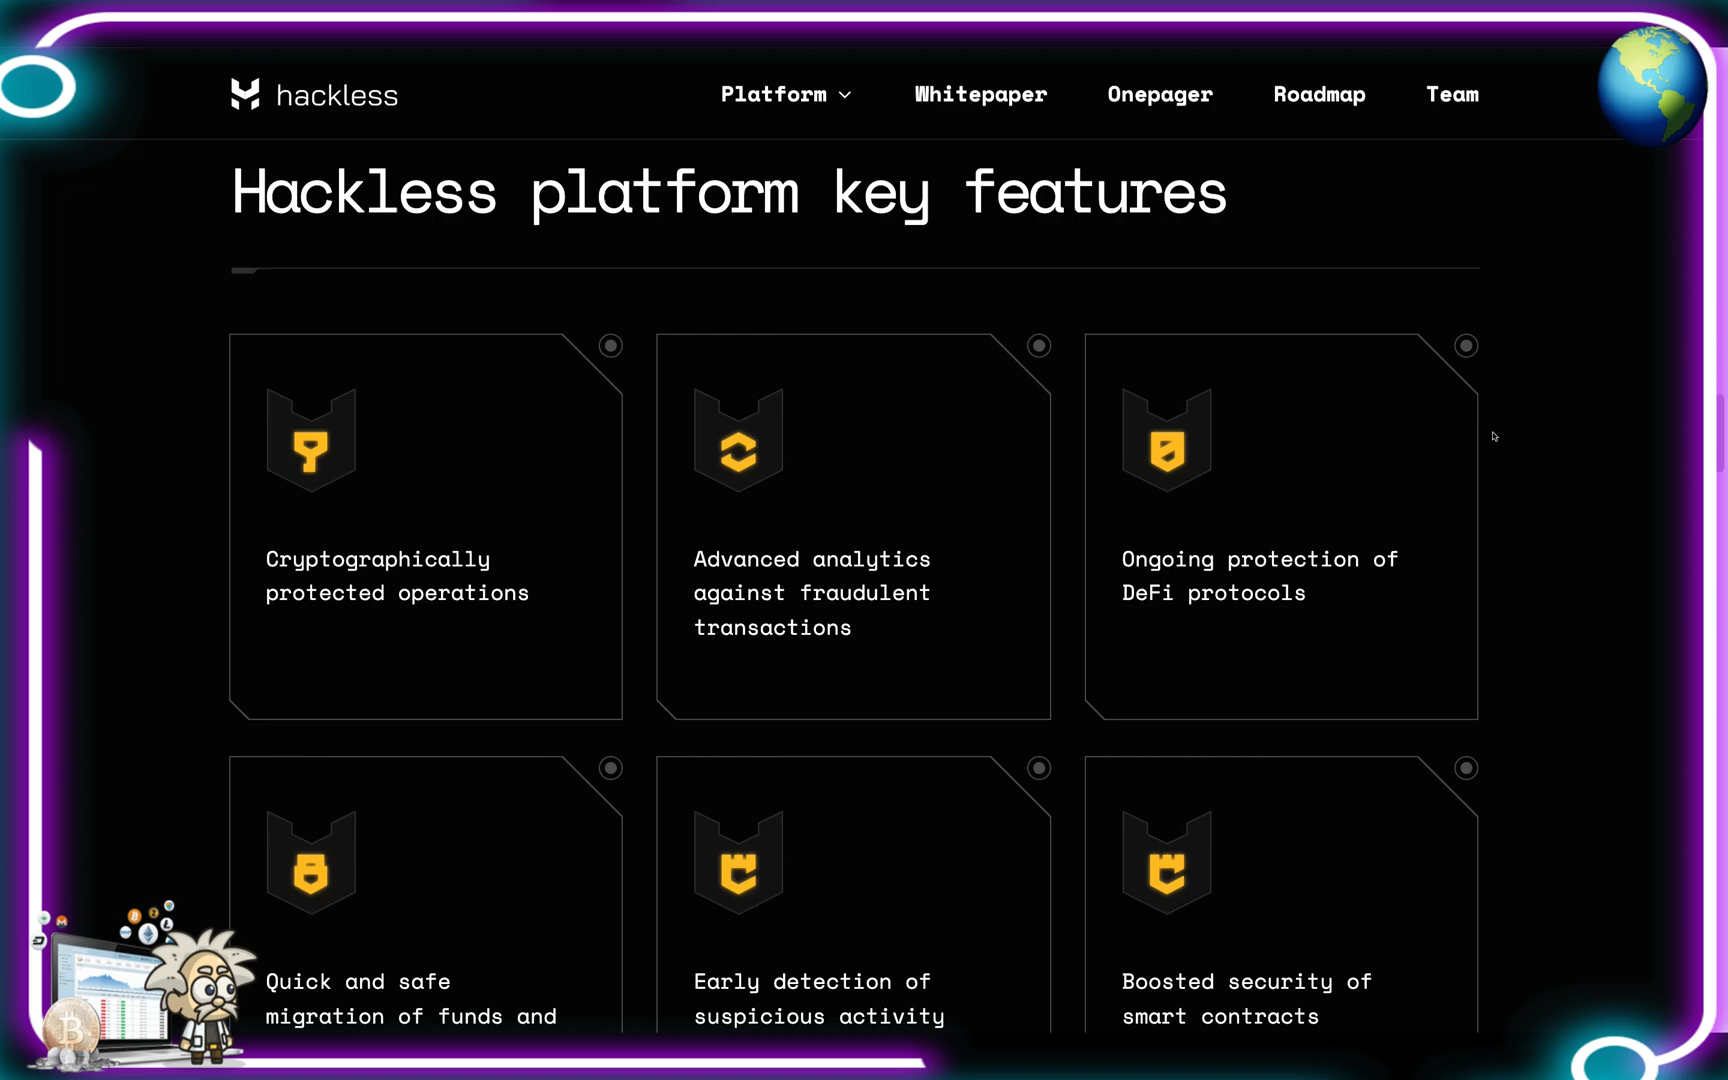 hackless
Platform
Whitepaper
Onepager
Roadmap
Team
Hackless platform key features
Cryptographically
protected operations
Advanced analytics
against fraudulent
transactions
Ongoing protection of
DeFi protocols
Quick and safe
migration of funds and
Early detection of
suspicious activity
Boosted security of
smart contracts